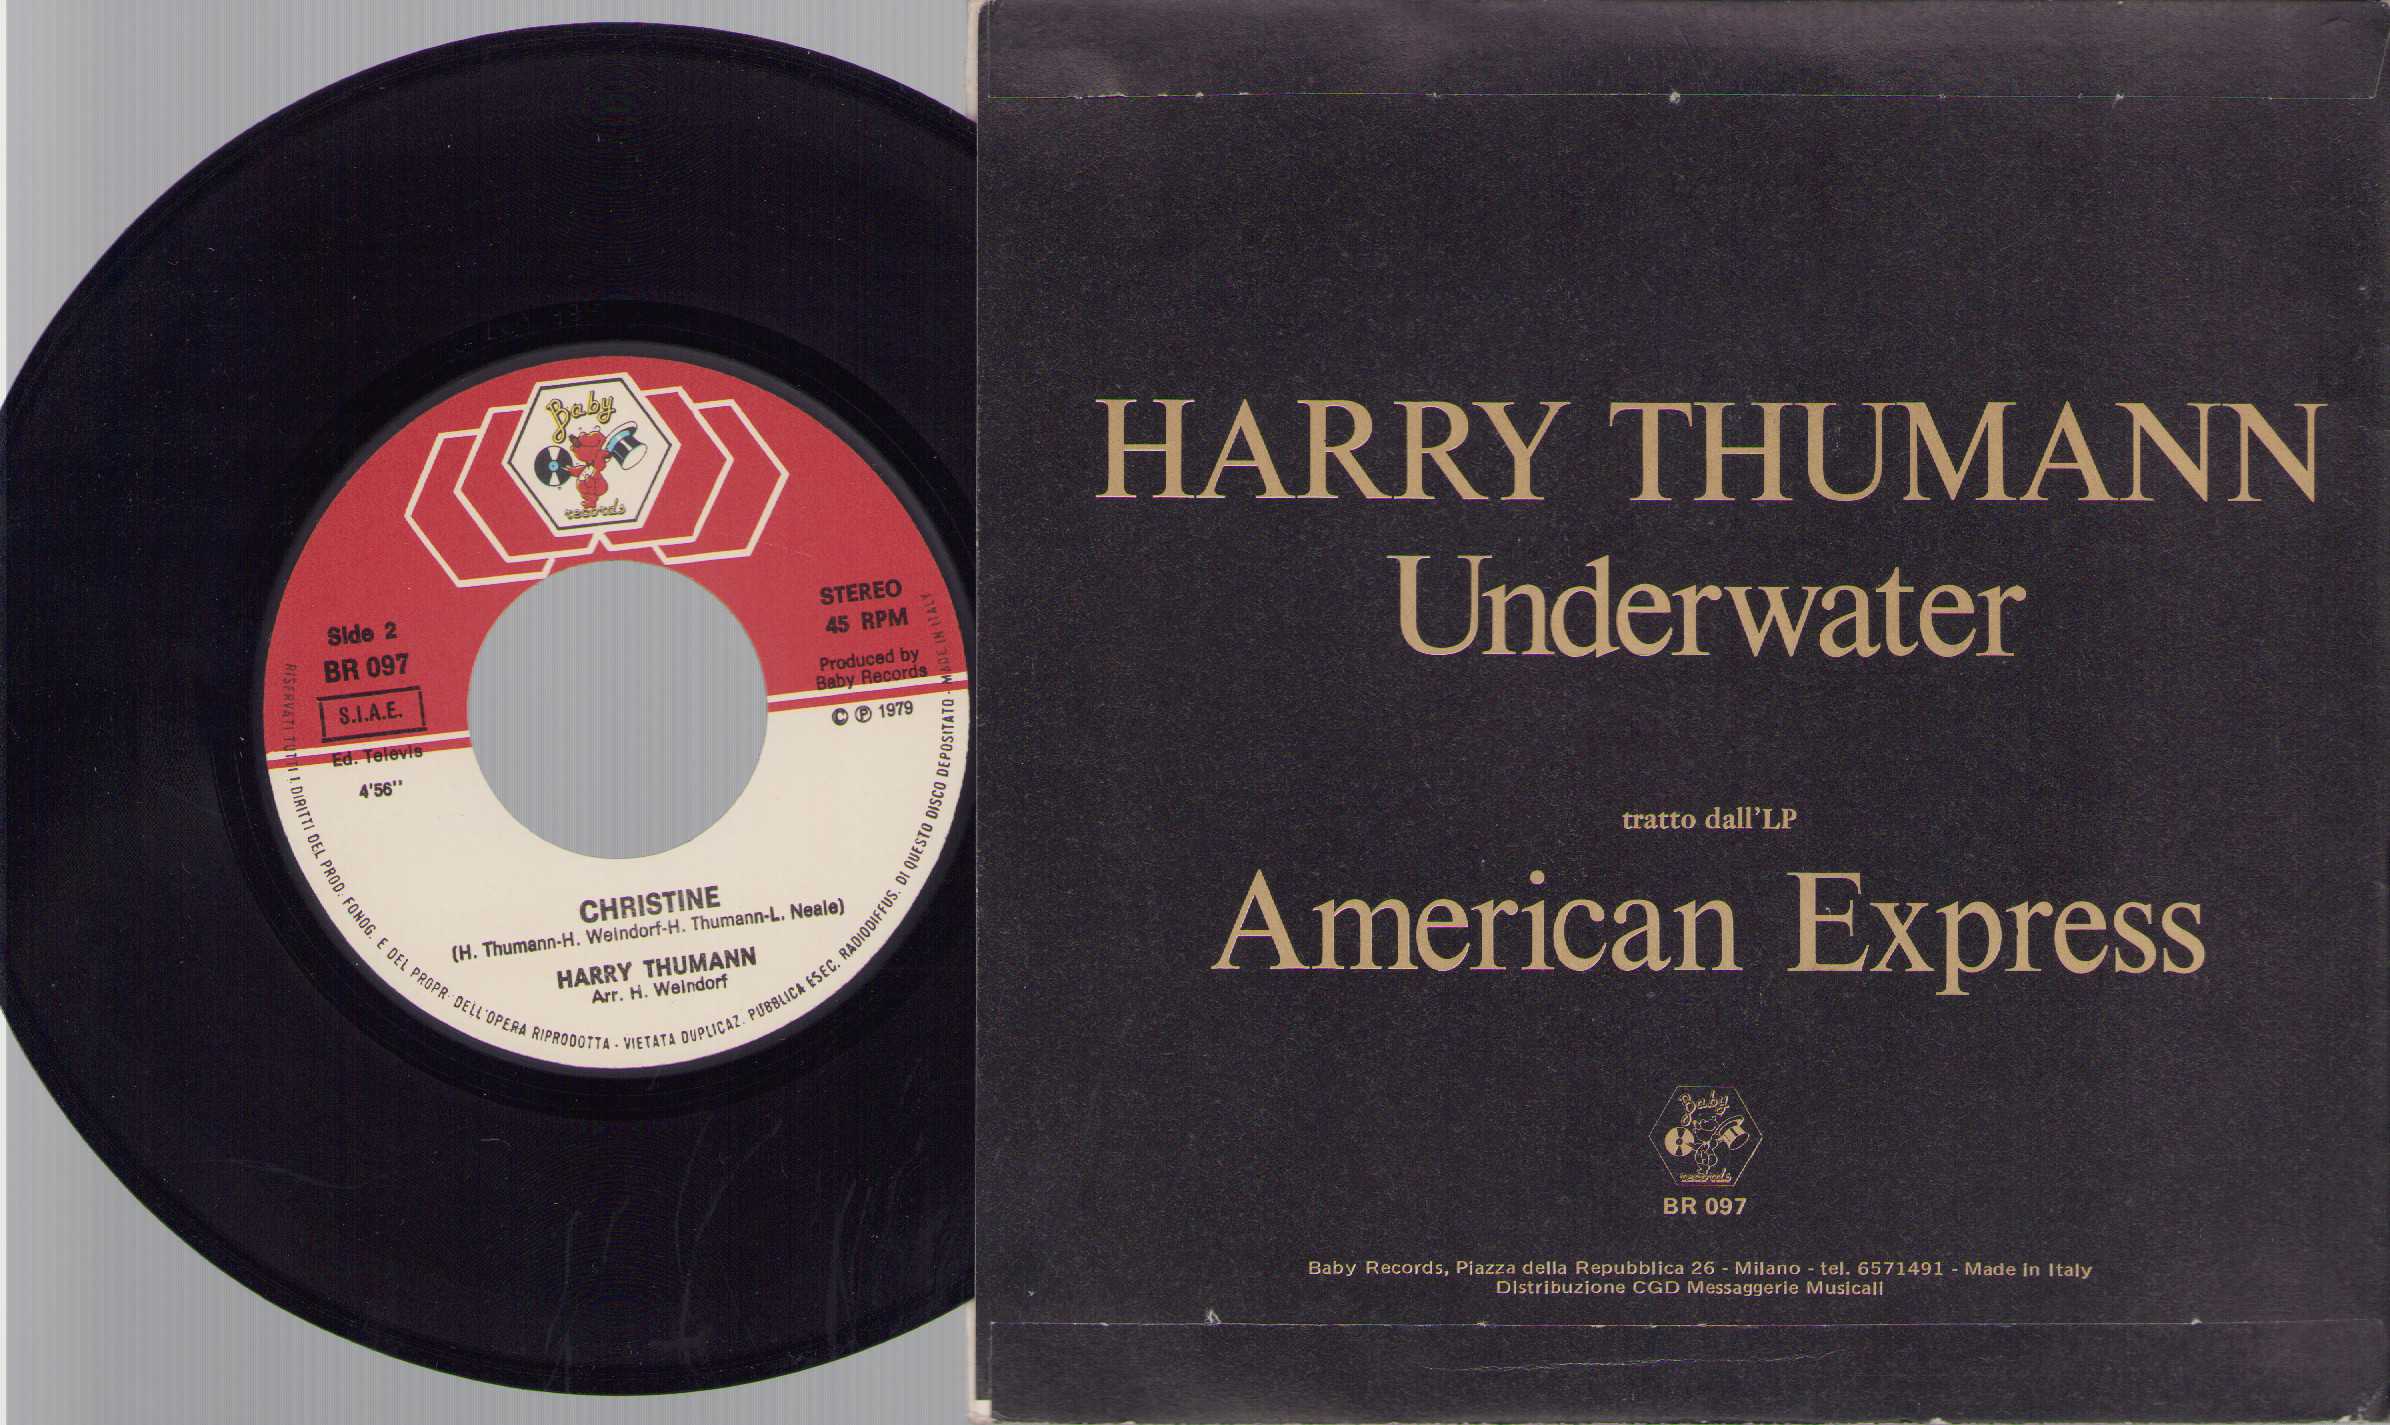 Baby
records
Side 2
BR 097
S.I.A.E.
Ed. Televis
4'56''
STEREO
45 RPM
Produced by
Baby Records
© ℗ 1979
CHRISTINE
(H. Thumann-H. Weindorf-H. Thumann-L. Neale)
HARRY THUMANN
Arr. H. Weindorf
RISERVATI TUTTI I DIRITTI DEL PROD. FONOG. E DEL PROPR. DELL'OPERA RIPRODOTTA - VIETATA DUPLICAZ. PUBBLICA ESEC. RADIODIFFUS. DI QUESTO DISCO DEPOSITATO - MADE IN ITALY
HARRY THUMANN
Underwater
tratto dall'LP
American Express
Baby
records
BR 097
Baby Records, Piazza della Repubblica 26 - Milano - tel. 6571491 - Made in Italy
Distribuzione CGD Messaggerie Musicali